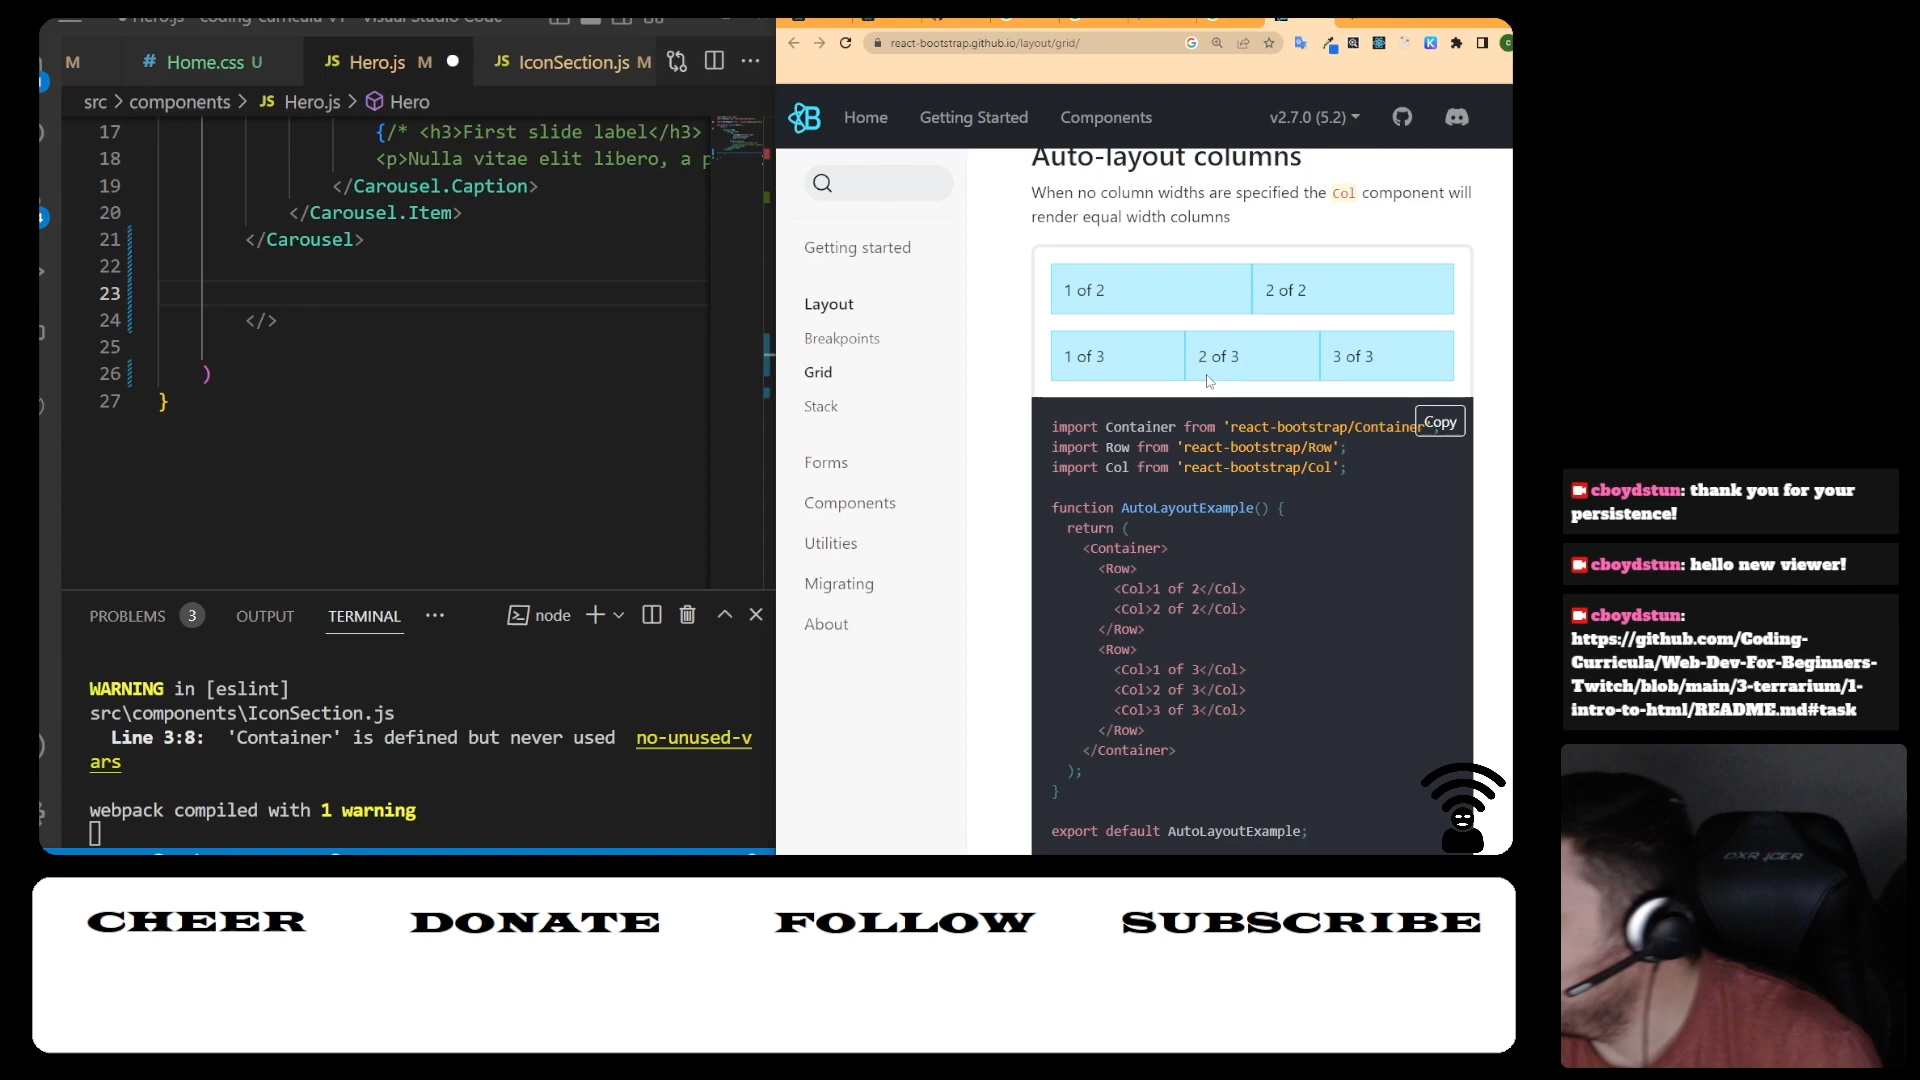 M
# Home.css U
JS Hero.js M
JS IconSection.js M
src > components > JS Hero.js > Hero
17 {/* <h3>First slide label</h3>
18 <p>Nulla vitae elit libero, a p
19 </Carousel.Caption>
20 </Carousel.Item>
21 </Carousel>
22
23
24 </>
25
26 )
27 }
PROBLEMS 3 OUTPUT TERMINAL ··· node
WARNING in [eslint]
src\components\IconSection.js
Line 3:8: 'Container' is defined but never used no-unused-v
ars
webpack compiled with 1 warning
react-bootstrap.github.io/layout/grid/
Home Getting Started Components v2.7.0 (5.2)
Getting started
Layout
Breakpoints
Grid
Stack
Forms
Components
Utilities
Migrating
About
Auto-layout columns
When no column widths are specified the Col component will
render equal width columns
1 of 2 2 of 2
1 of 3 2 of 3 3 of 3
Copy
import Container from 'react-bootstrap/Container';
import Row from 'react-bootstrap/Row';
import Col from 'react-bootstrap/Col';
function AutoLayoutExample() {
return (
<Container>
<Row>
<Col>1 of 2</Col>
<Col>2 of 2</Col>
</Row>
<Row>
<Col>1 of 3</Col>
<Col>2 of 3</Col>
<Col>3 of 3</Col>
</Row>
</Container>
);
}
export default AutoLayoutExample;
cboydstun: thank you for your
persistence!
cboydstun: hello new viewer!
cboydstun:
https://github.com/Coding-
Curricula/Web-Dev-For-Beginners-
Twitch/blob/main/3-terrarium/1-
intro-to-html/README.md#task
DXRACER
CHEER DONATE FOLLOW SUBSCRIBE